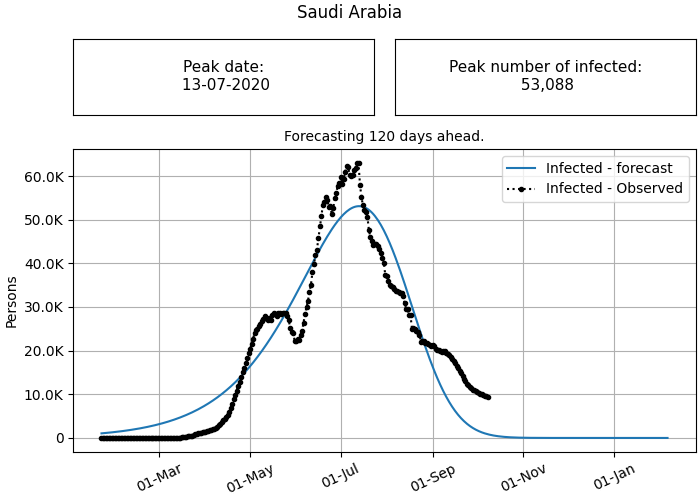 Saudi Arabia
Peak date:
13-07-2020
Peak number of infected:
53,088
Forecasting 120 days ahead.
Infected - forecast
Infected - Observed
Persons
60.0K
50.0K
40.0K
30.0K
20.0K
10.0K
0
01-Mar
01-May
01-Jul
01-Sep
01-Nov
01-Jan